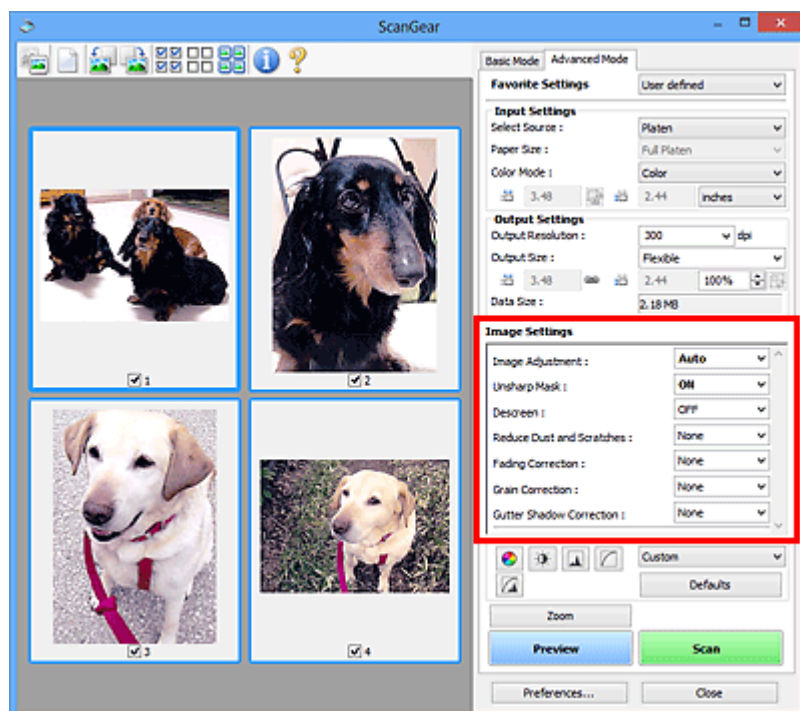 ScanGear
Basic Mode Advanced Mode
Favorite Settings User defined
Input Settings
Select Source : Platen
Paper Size : Full Platen
Color Mode : Color
3.48 2.44 inches
Output Settings
Output Resolution : 300 dpi
Output Size : Flexible
3.48 2.44 100%
Data Size : 2.18 MB
Image Settings
Image Adjustment : Auto
Unsharp Mask : ON
Descreen : OFF
Reduce Dust and Scratches : None
Fading Correction : None
Grain Correction : None
Gutter Shadow Correction : None
Custom
Defaults
Zoom
Preview Scan
Preferences... Close
1 2
3 4